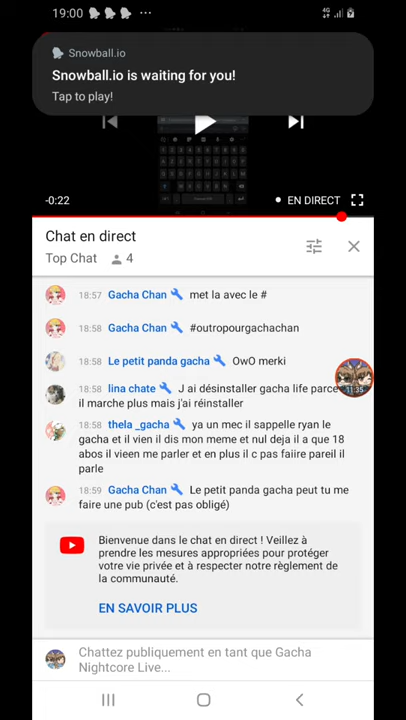 19:00
4G
Snowball.io
Snowball.io is waiting for you!
Tap to play!
-0:22
EN DIRECT
Chat en direct
Top Chat 4
18:57 Gacha Chan met la avec le #
18:58 Gacha Chan #outropourgachachan
18:58 Le petit panda gacha OwO merki
18:58 lina chate J ai désinstaller gacha life parce
il marche plus mais j'ai réinstaller
11:35
18:58 thela _gacha ya un mec il sappelle ryan le
gacha et il vien il dis mon meme et nul deja il a que 18
abos il vieen me parler et en plus il c pas faiire pareil il
parle
18:59 Gacha Chan Le petit panda gacha peut tu me
faire une pub (c'est pas obligé)
Bienvenue dans le chat en direct ! Veillez à
prendre les mesures appropriées pour protéger
votre vie privée et à respecter notre règlement de
la communauté.
EN SAVOIR PLUS
Chattez publiquement en tant que Gacha
Nightcore Live...